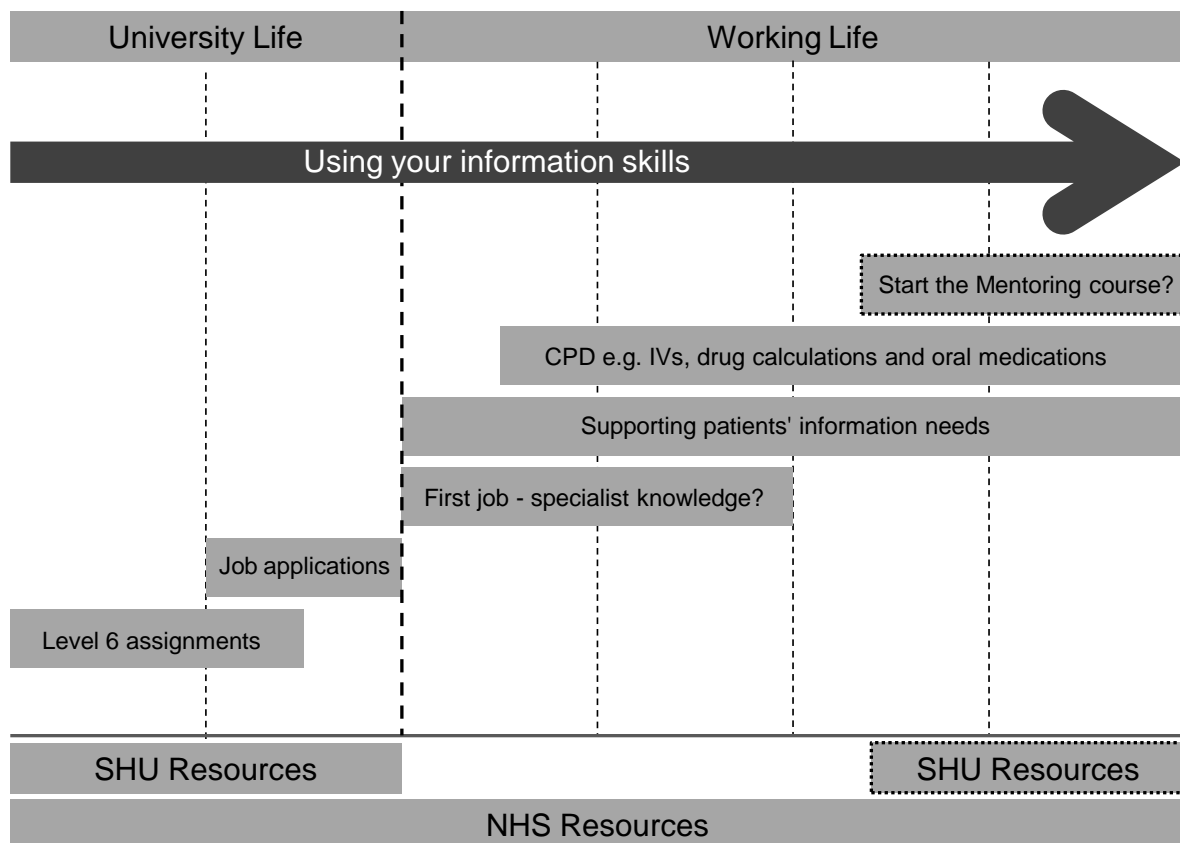 University Life
Working Life
Using your information skills
Start the Mentoring course?
CPD e.g. IVs, drug calculations and oral medications
Supporting patients' information needs
First job - specialist knowledge?
Job applications
Level 6 assignments
SHU Resources
SHU Resources
NHS Resources